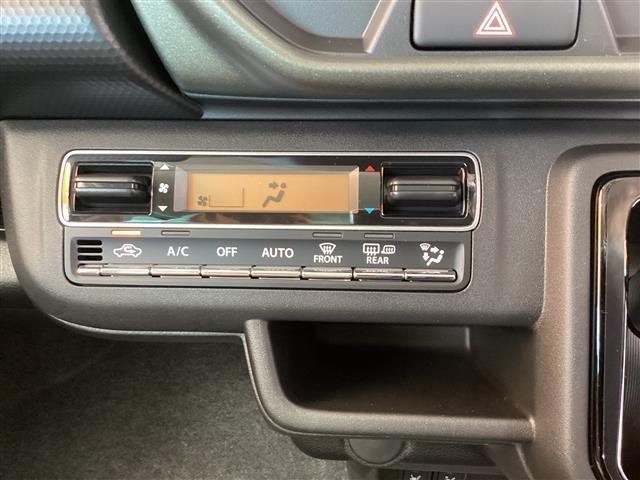 A/C OFF AUTO FRONT REAR